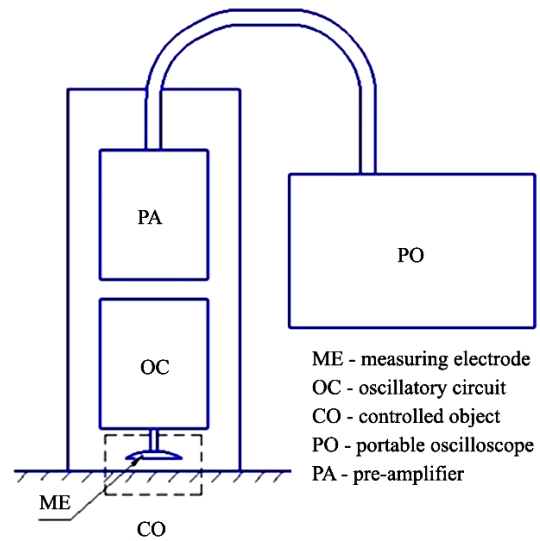 PA
PO
OC
ME - measuring electrode
OC - oscillatory circuit
CO - controlled object
PO - portable oscilloscope
PA - pre-amplifier
ME
CO